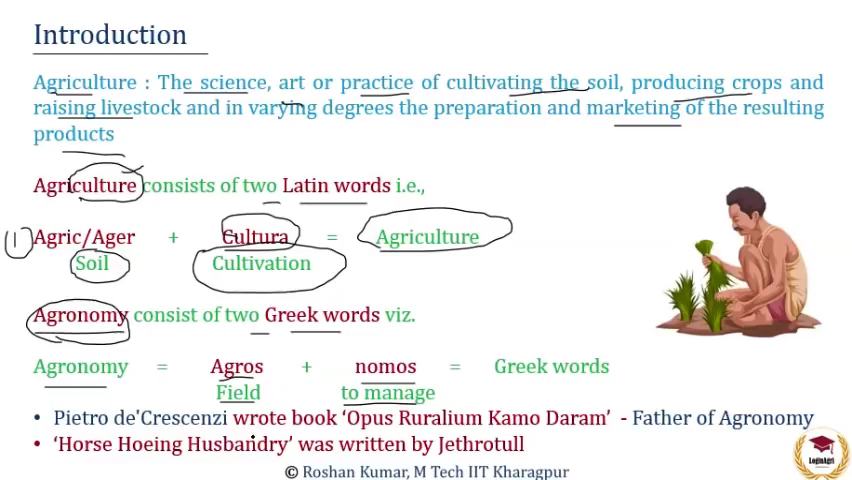 Introduction
Agriculture : The science, art or practice of cultivating the soil, producing crops and
raising livestock and in varying degrees the preparation and marketing of the resulting
products
Agriculture consists of two Latin words i.e.,
1 Agric/Ager + Cultura = Agriculture
Soil Cultivation
Agronomy consist of two Greek words viz.
Agronomy = Agros + nomos = Greek words
Field to manage
• Pietro de'Crescenzi wrote book ‘Opus Ruralium Kamo Daram’ - Father of Agronomy
• ‘Horse Hoeing Husbandry’ was written by Jethrotull
© Roshan Kumar, M Tech IIT Kharagpur
LoginAgri